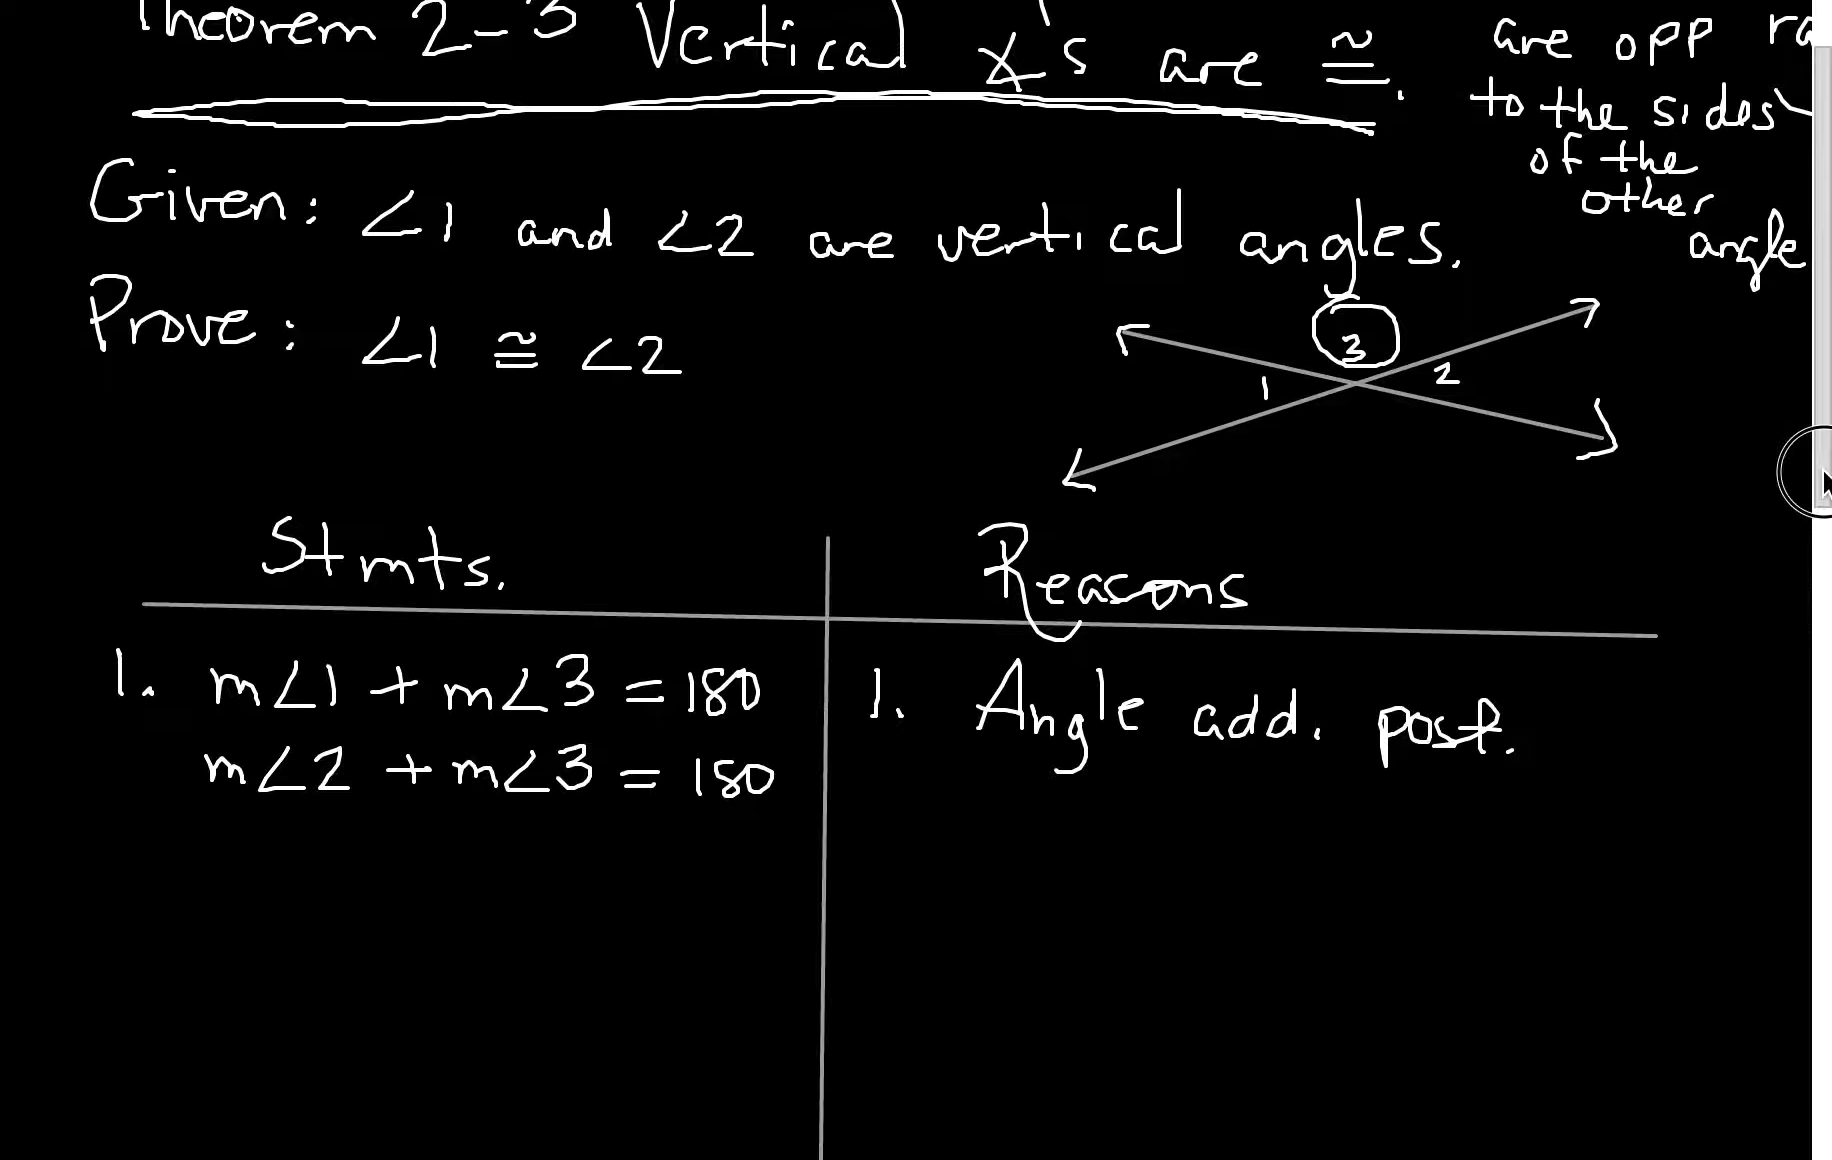 Theorem 2-3 Vertical ∠'s are ≅.
are opp
to the sides
of the
other
angle
Given: ∠1 and ∠2 are vertical angles.
Prove: ∠1 ≅ ∠2
3
1
2
Stmts.
Reasons
1. m∠1 + m∠3 = 180
1. Angle add. post.
m∠2 + m∠3 = 180